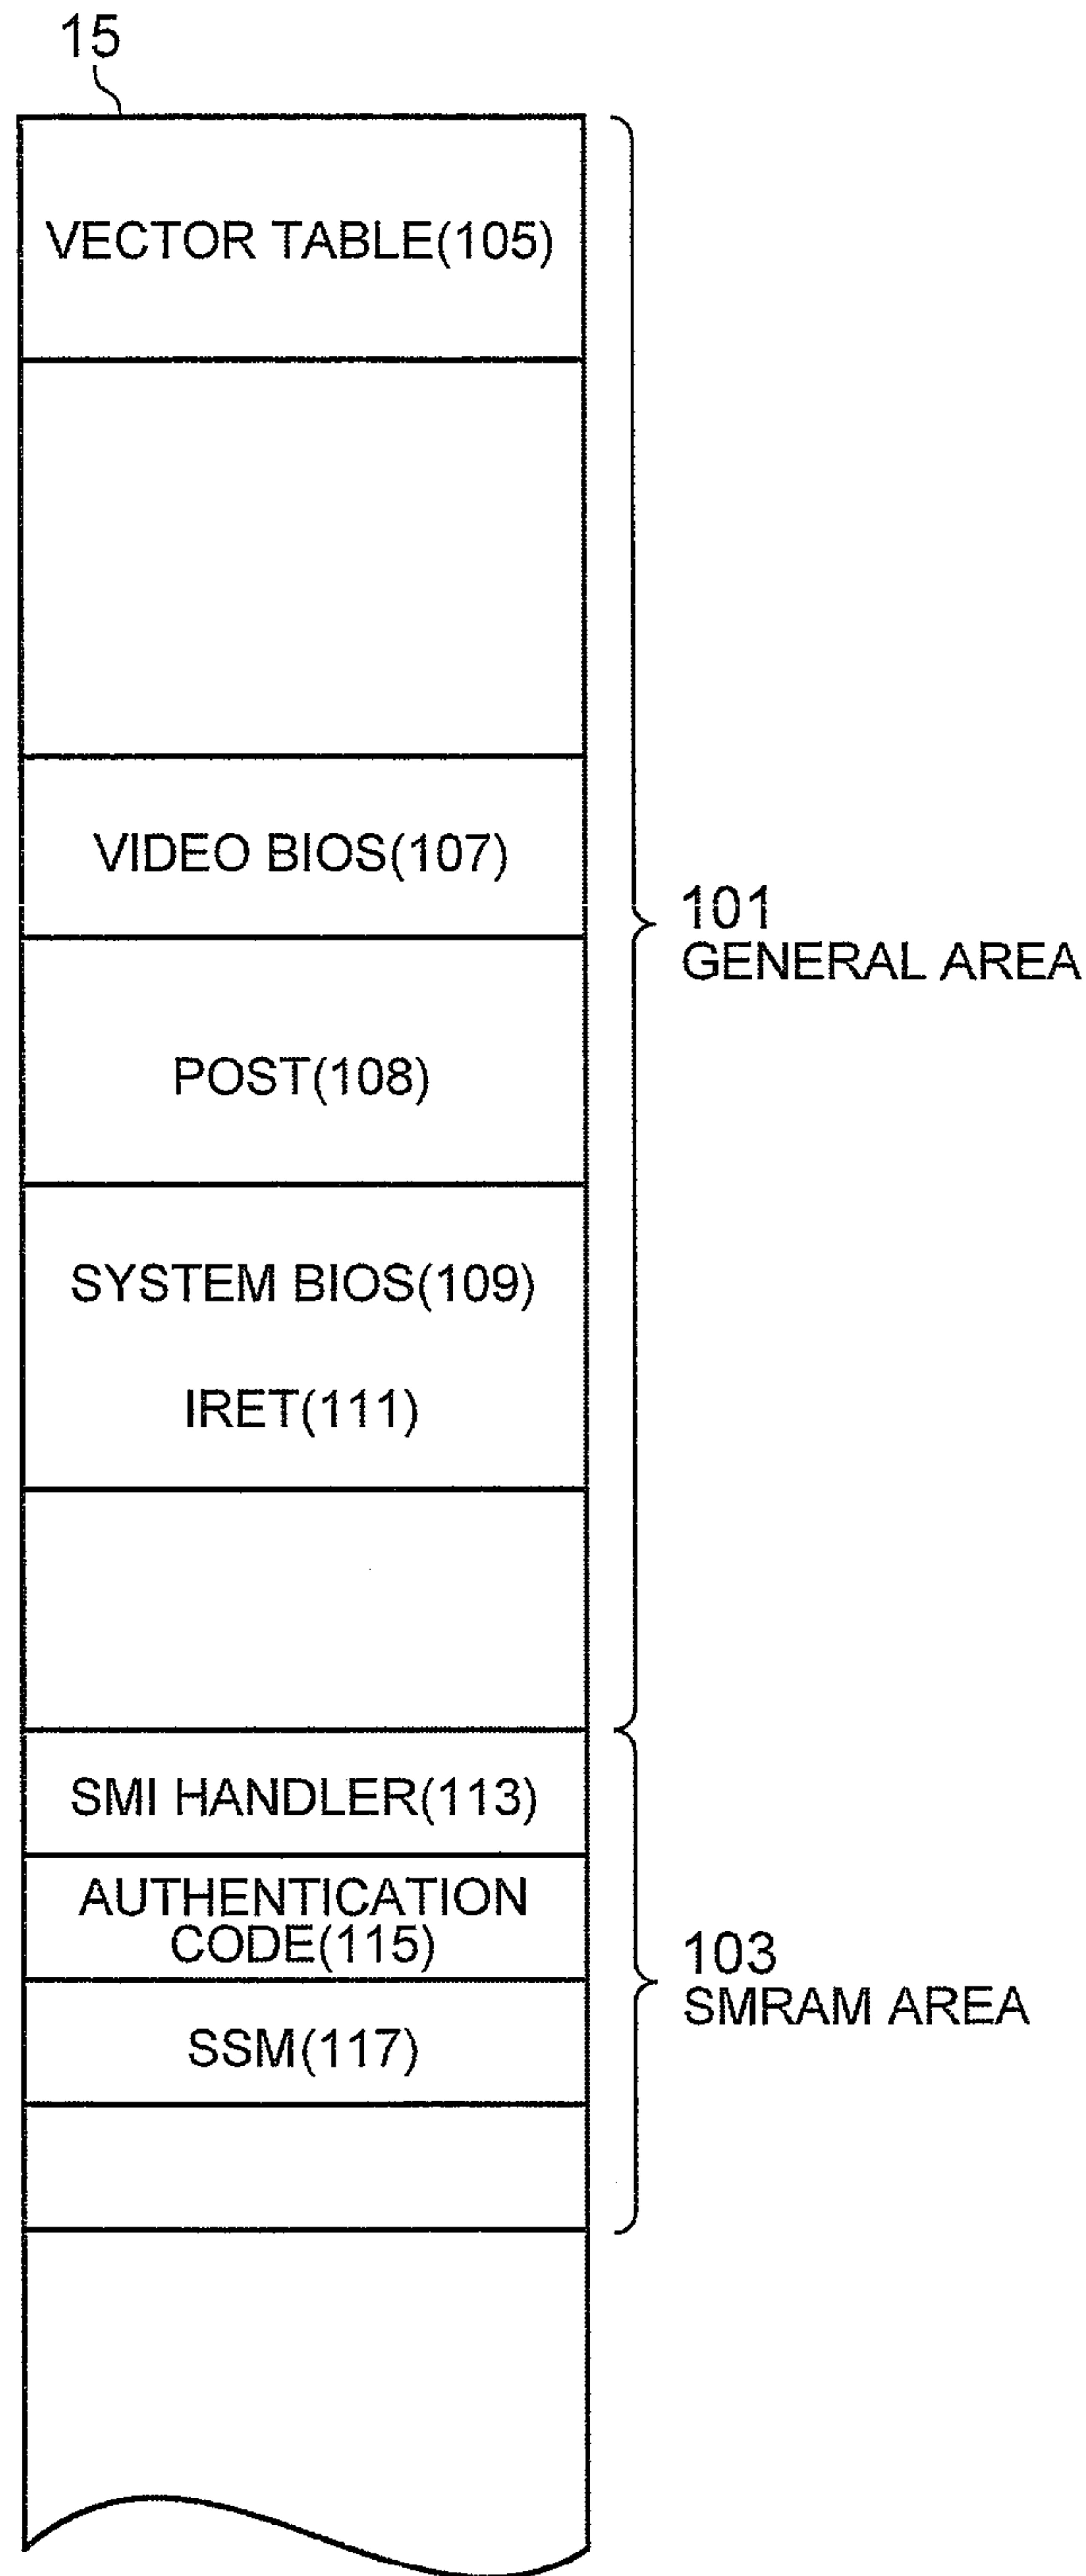 15
VECTOR TABLE(105)
VIDEO BIOS(107)
101
GENERAL AREA
POST(108)
SYSTEM BIOS(109)
IRET(111)
SMI HANDLER(113)
AUTHENTICATION
CODE(115)
103
SMRAM AREA
SSM(117)